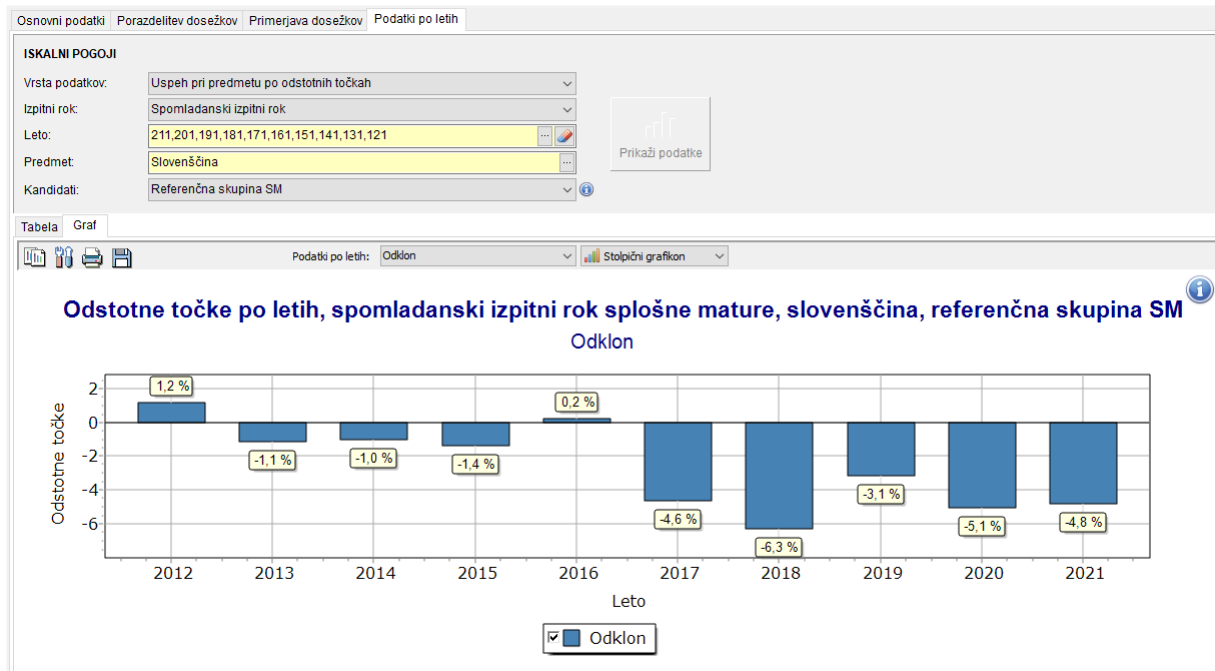 Osnovni podatki Porazdelitev dosežkov Primerjava dosežkov Podatki po letih
ISKALNI POGOJI
Vrsta podatkov: Uspeh pri predmetu po odstotnih točkah
Izpitni rok: Spomladanski izpitni rok
Leto: 211,201,191,181,171,161,151,141,131,121 ...
Prikaži podatke
Predmet: Slovenščina ...
Kandidati: Referenčna skupina SM
Tabela Graf
Podatki po letih: Odklon Stolpični grafikon
Odstotne točke po letih, spomladanski izpitni rok splošne mature, slovenščina, referenčna skupina SM
Odklon
Odstotne točke
2
0
-2
-4
-6
1,2 %
-1,1 %
-1,0 %
-1,4 %
0,2 %
-4,6 %
-6,3 %
-3,1 %
-5,1 %
-4,8 %
2012 2013 2014 2015 2016 2017 2018 2019 2020 2021
Leto
Odklon